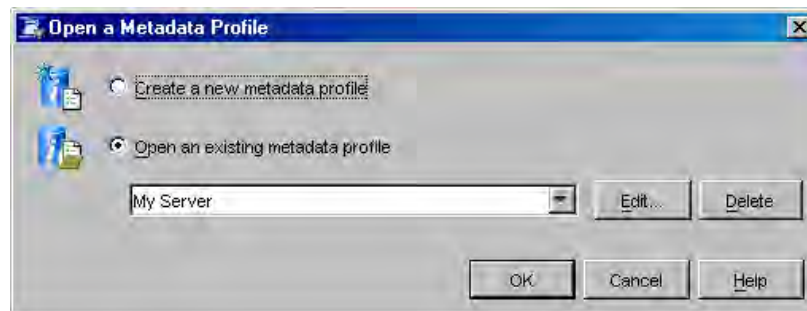 Open a Metadata Profile
Create a new metadata profile
Open an existing metadata profile
My Server
Edit...
Delete
OK
Cancel
Help